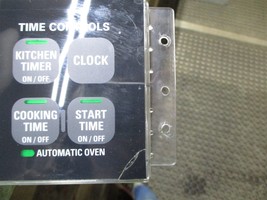 TIME CONTROLS
KITCHEN
TIMER
ON / OFF
CLOCK
COOKING
TIME
ON / OFF
START
TIME
ON / OFF
AUTOMATIC OVEN